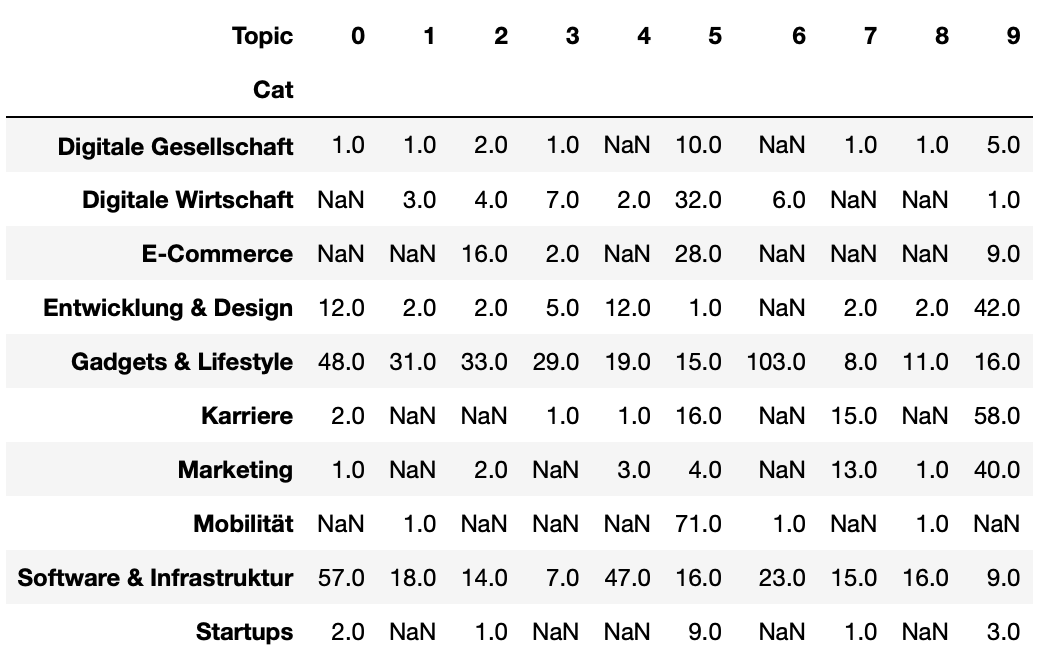 Topic 0 1 2 3 4 5 6 7 8 9
Cat
Digitale Gesellschaft 1.0 1.0 2.0 1.0 NaN 10.0 NaN 1.0 1.0 5.0
Digitale Wirtschaft NaN 3.0 4.0 7.0 2.0 32.0 6.0 NaN NaN 1.0
E-Commerce NaN NaN 16.0 2.0 NaN 28.0 NaN NaN NaN 9.0
Entwicklung & Design 12.0 2.0 2.0 5.0 12.0 1.0 NaN 2.0 2.0 42.0
Gadgets & Lifestyle 48.0 31.0 33.0 29.0 19.0 15.0 103.0 8.0 11.0 16.0
Karriere 2.0 NaN NaN 1.0 1.0 16.0 NaN 15.0 NaN 58.0
Marketing 1.0 NaN 2.0 NaN 3.0 4.0 NaN 13.0 1.0 40.0
Mobilität NaN 1.0 NaN NaN NaN 71.0 1.0 NaN 1.0 NaN
Software & Infrastruktur 57.0 18.0 14.0 7.0 47.0 16.0 23.0 15.0 16.0 9.0
Startups 2.0 NaN 1.0 NaN NaN 9.0 NaN 1.0 NaN 3.0